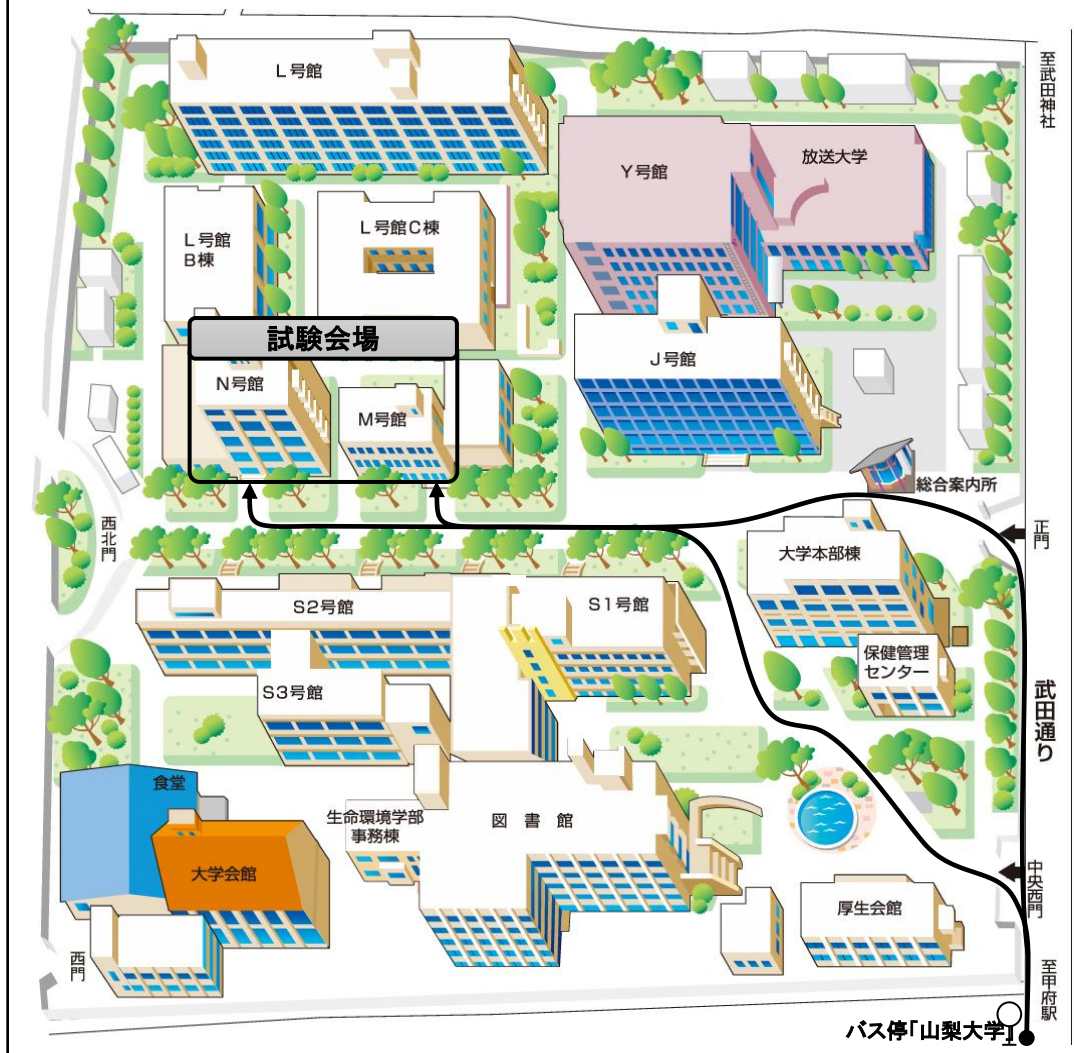 L号館
至武田神社
Y号館
放送大学
L号館
B棟
L号館C棟
試験会場
N号館
M号館
J号館
総合案内所
西北門
正門
大学本部棟
S2号館
S1号館
保健管理
センター
S3号館
武田通り
食堂
生命環境学部
事務棟
図書館
大学会館
中央西門
厚生会館
西門
至甲府駅
バス停「山梨大学」